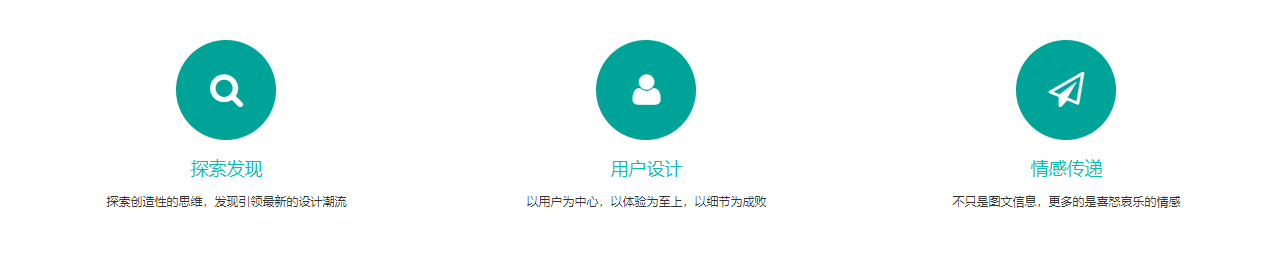 探索发现
用户设计
情感传递
探索创造性的思维，发现引领最新的设计潮流
以用户为中心，以体验为至上，以细节为成败
不只是图文信息，更多的是喜怒哀乐的情感